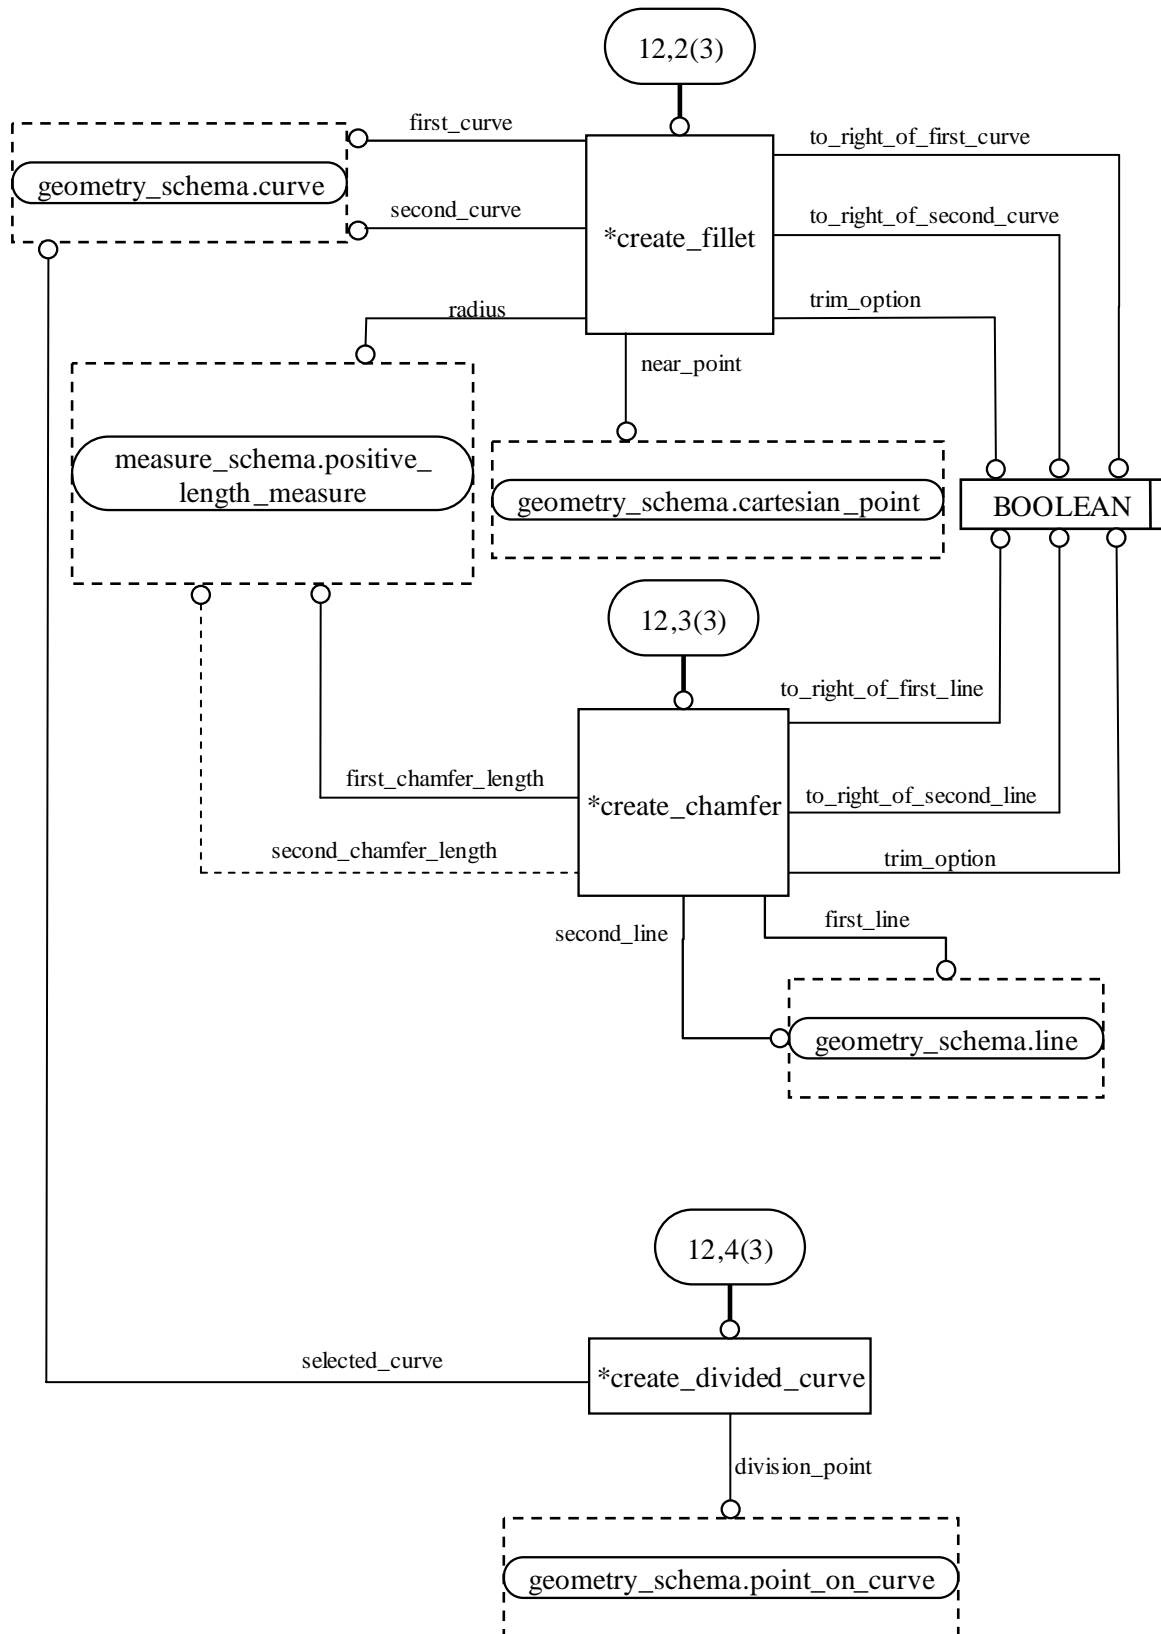 12,2(3)
first_curve
to_right_of_first_curve
geometry_schema.curve
second_curve
to_right_of_second_curve
*create_fillet
radius
trim_option
near_point
measure_schema.positive_
length_measure
geometry_schema.cartesian_point
BOOLEAN
12,3(3)
to_right_of_first_line
first_chamfer_length
*create_chamfer
to_right_of_second_line
second_chamfer_length
trim_option
second_line
first_line
geometry_schema.line
12,4(3)
selected_curve
*create_divided_curve
division_point
geometry_schema.point_on_curve